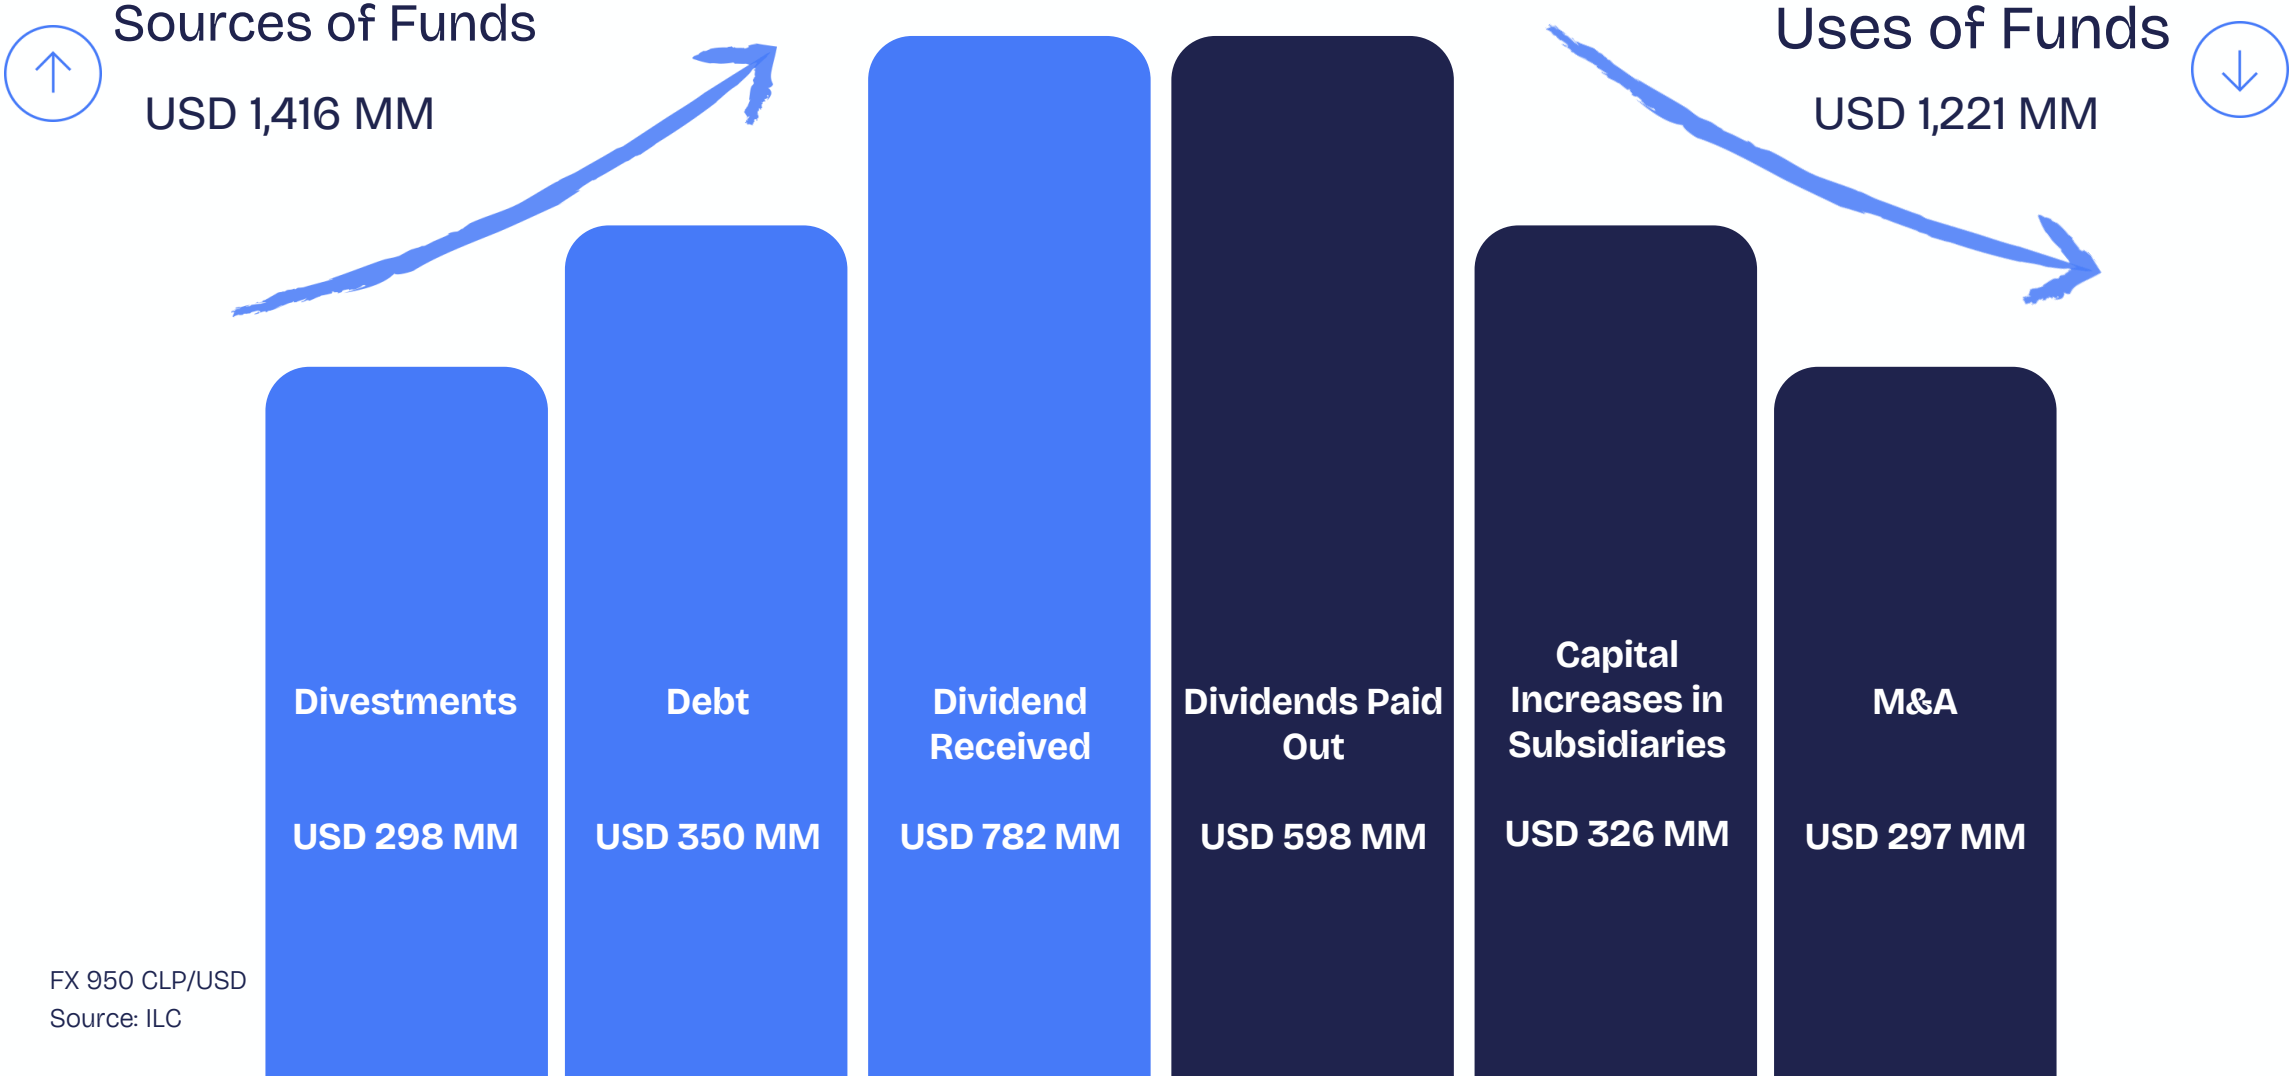 Sources of Funds
USD 1,416 MM
Uses of Funds
USD 1,221 MM
Divestments
USD 298 MM
Debt
USD 350 MM
Dividend
Received
USD 782 MM
Dividends Paid
Out
USD 598 MM
Capital
Increases in
Subsidiaries
USD 326 MM
M&A
USD 297 MM
FX 950 CLP/USD
Source: ILC